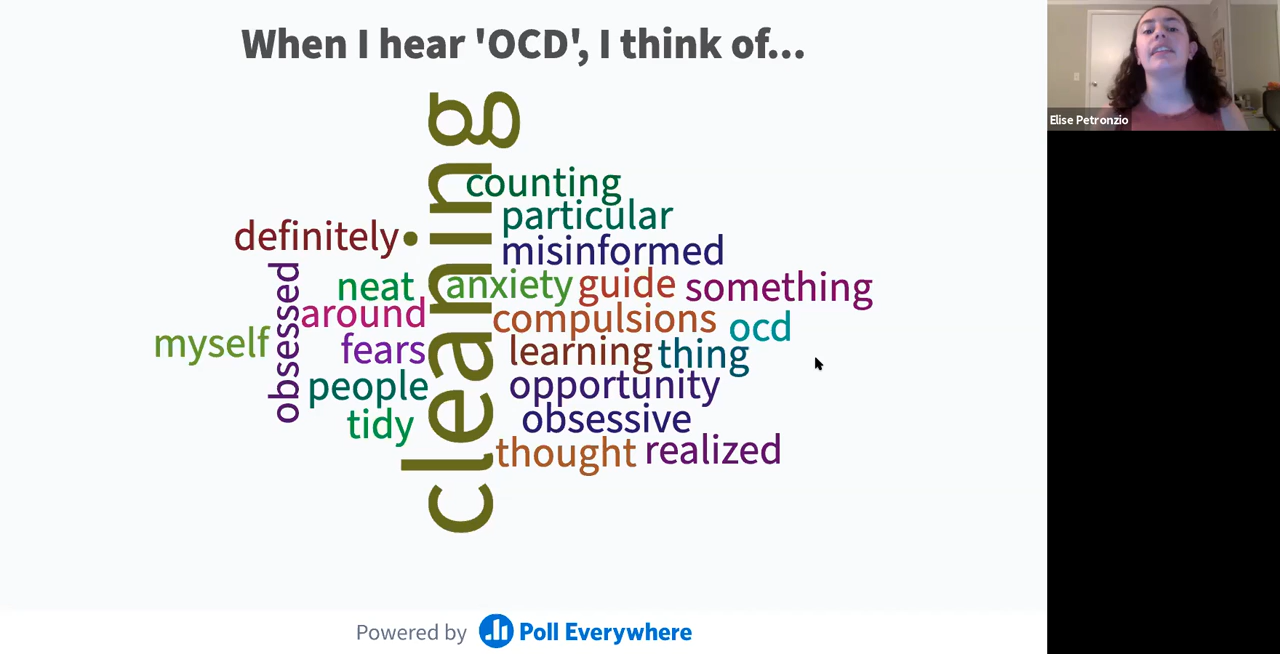 When I hear 'OCD', I think of...
cleaning
counting
particular
definitely
misinformed
neat
anxiety
guide
something
obsessed
around
compulsions
ocd
myself
fears
learning
thing
people
opportunity
tidy
obsessive
thought
realized
Powered by Poll Everywhere
Elise Petronzio